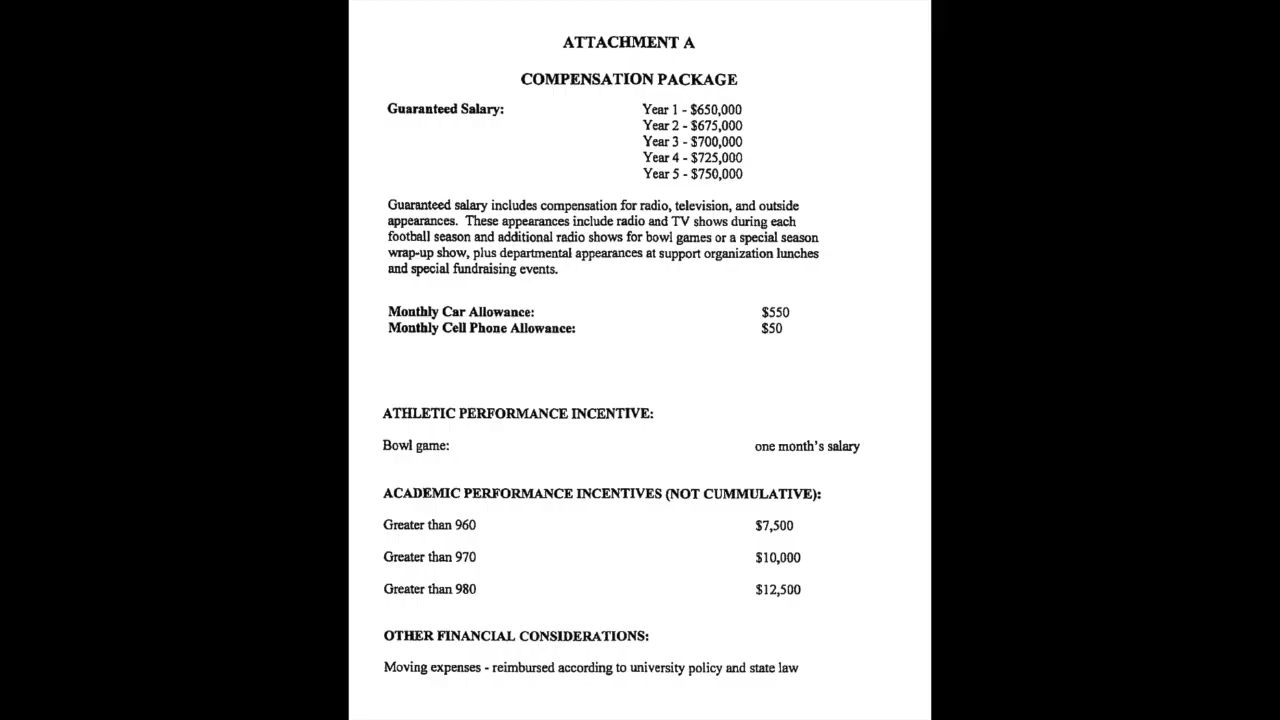 ATTACHMENT A
COMPENSATION PACKAGE
Guaranteed Salary: Year 1 - $650,000
Year 2 - $675,000
Year 3 - $700,000
Year 4 - $725,000
Year 5 - $750,000
Guaranteed salary includes compensation for radio, television, and outside
appearances. These appearances include radio and TV shows during each
football season and additional radio shows for bowl games or a special season
wrap-up show, plus departmental appearances at support organization lunches
and special fundraising events.
Monthly Car Allowance: $550
Monthly Cell Phone Allowance: $50
ATHLETIC PERFORMANCE INCENTIVE:
Bowl game: one month's salary
ACADEMIC PERFORMANCE INCENTIVES (NOT CUMMULATIVE):
Greater than 960 $7,500
Greater than 970 $10,000
Greater than 980 $12,500
OTHER FINANCIAL CONSIDERATIONS:
Moving expenses - reimbursed according to university policy and state law